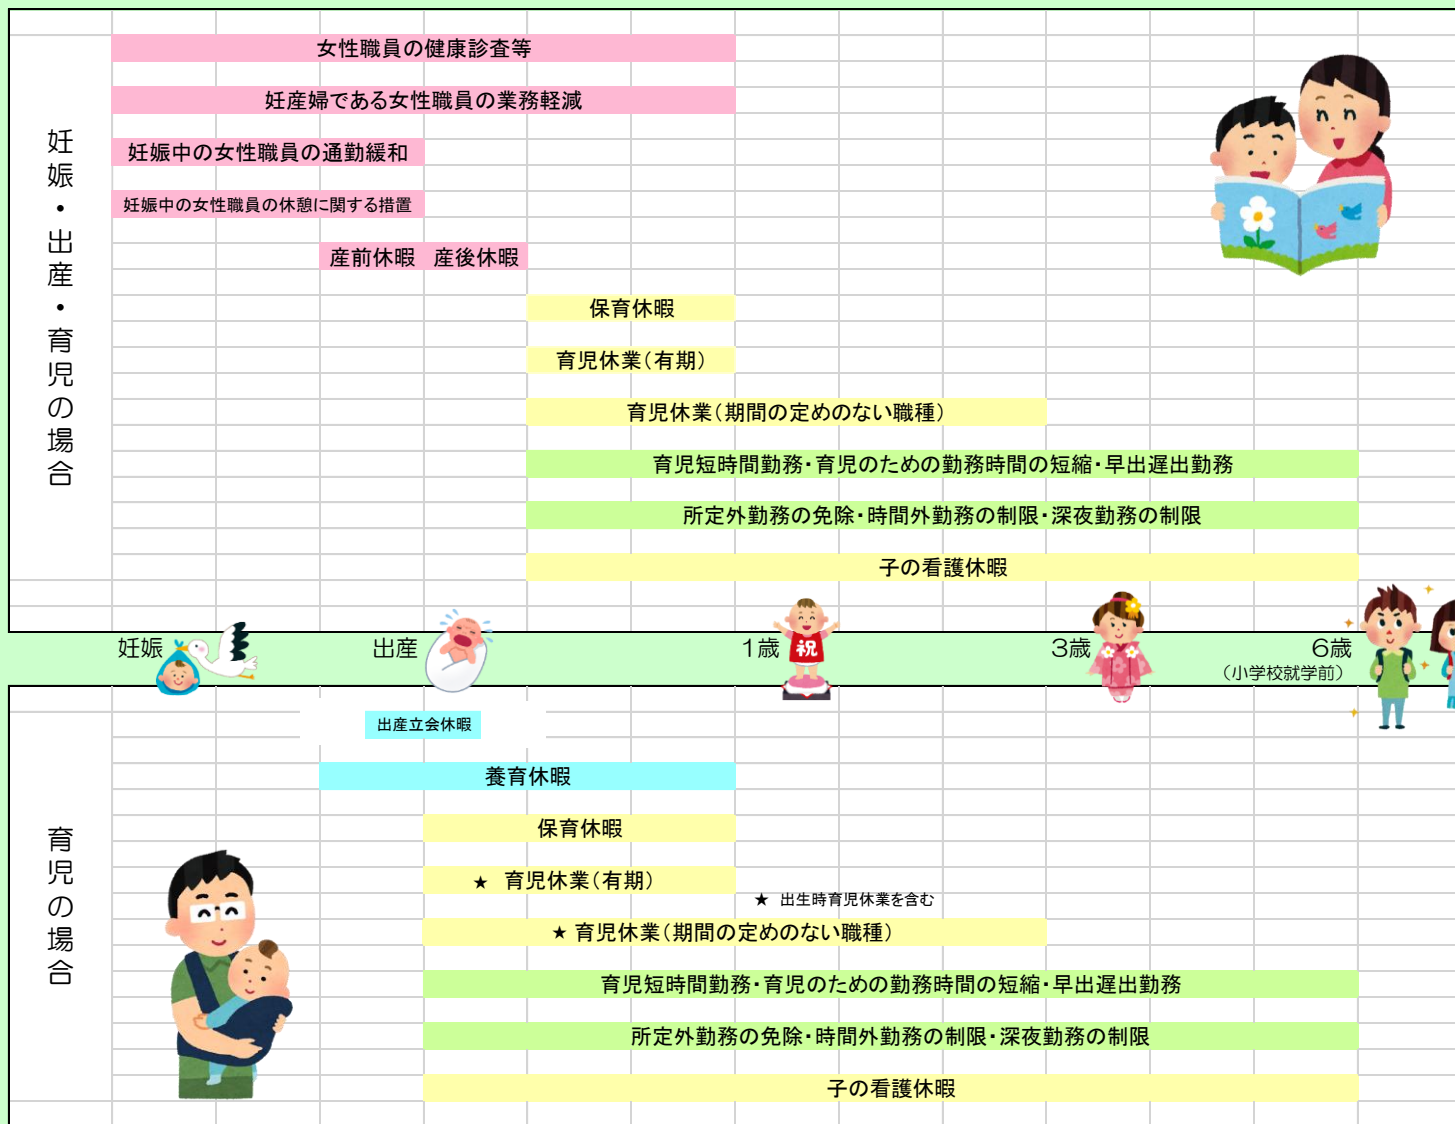 妊娠・出産・育児の場合
女性職員の健康診査等
妊産婦である女性職員の業務軽減
妊娠中の女性職員の通勤緩和
妊娠中の女性職員の休憩に関する措置
産前休暇 産後休暇
保育休暇
育児休業(有期)
育児休業(期間の定めのない職種)
育児短時間勤務・育児のための勤務時間の短縮・早出遅出勤務
所定外勤務の免除・時間外勤務の制限・深夜勤務の制限
子の看護休暇
妊娠 出産 1歳 祝 3歳 6歳
(小学校就学前)
育児の場合
出産立会休暇
養育休暇
保育休暇
★ 育児休業(有期)
★ 出生時育児休業を含む
★ 育児休業(期間の定めのない職種)
育児短時間勤務・育児のための勤務時間の短縮・早出遅出勤務
所定外勤務の免除・時間外勤務の制限・深夜勤務の制限
子の看護休暇